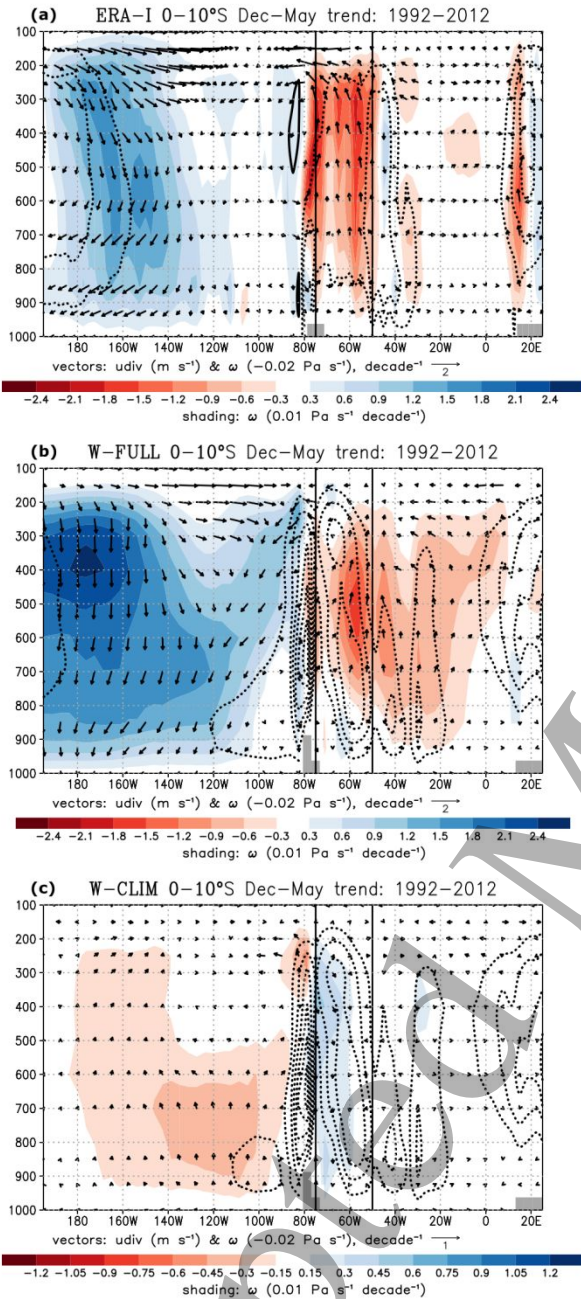 (a) ERA-I 0-10°S Dec-May trend: 1992-2012
100
200
300
400
500
600
700
800
900
1000
180 160W 140W 120W 100W 80W 60W 40W 20W 0 20E
vectors: udiv (m s⁻¹) & ω (-0.02 Pa s⁻¹), decade⁻¹ 2
-2.4 -2.1 -1.8 -1.5 -1.2 -0.9 -0.6 -0.3 0.3 0.6 0.9 1.2 1.5 1.8 2.1 2.4
shading: ω (0.01 Pa s⁻¹ decade⁻¹)
(b) W-FULL 0-10°S Dec-May trend: 1992-2012
100
200
300
400
500
600
700
800
900
1000
180 160W 140W 120W 100W 80W 60W 40W 20W 0 20E
vectors: udiv (m s⁻¹) & ω (-0.02 Pa s⁻¹), decade⁻¹ 2
-2.4 -2.1 -1.8 -1.5 -1.2 -0.9 -0.6 -0.3 0.3 0.6 0.9 1.2 1.5 1.8 2.1 2.4
shading: ω (0.01 Pa s⁻¹ decade⁻¹)
(c) W-CLIM 0-10°S Dec-May trend: 1992-2012
100
200
300
400
500
600
700
800
900
1000
180 160W 140W 120W 100W 80W 60W 40W 20W 0 20E
vectors: udiv (m s⁻¹) & ω (-0.02 Pa s⁻¹), decade⁻¹ 1
-1.2 -1.05 -0.9 -0.75 -0.6 -0.45 -0.3 -0.15 0.15 0.3 0.45 0.6 0.75 0.9 1.05 1.2
shading: ω (0.01 Pa s⁻¹ decade⁻¹)